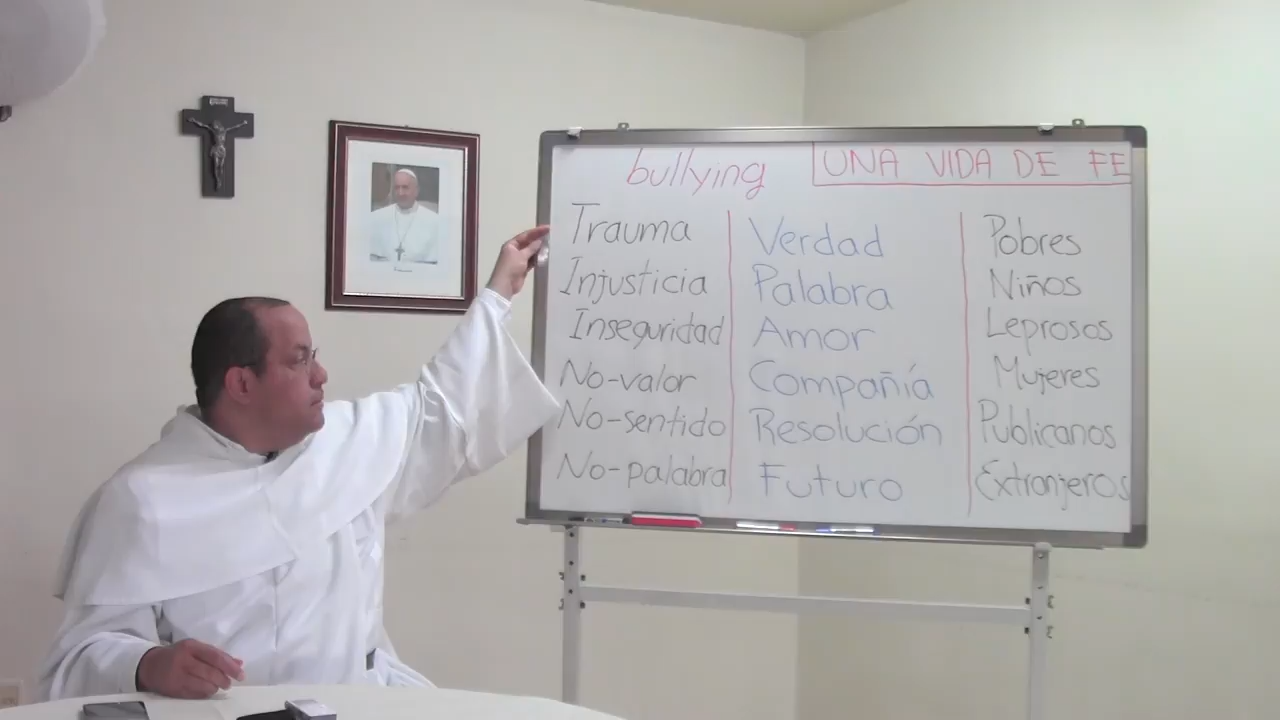 bullying UNA VIDA DE FE
Trauma Verdad Pobres
Injusticia Palabra Niños
Inseguridad Amor Leprosos
No-valor Compañía Mujeres
No-sentido Resolución Publicanos
No-palabra Futuro Extranjeros